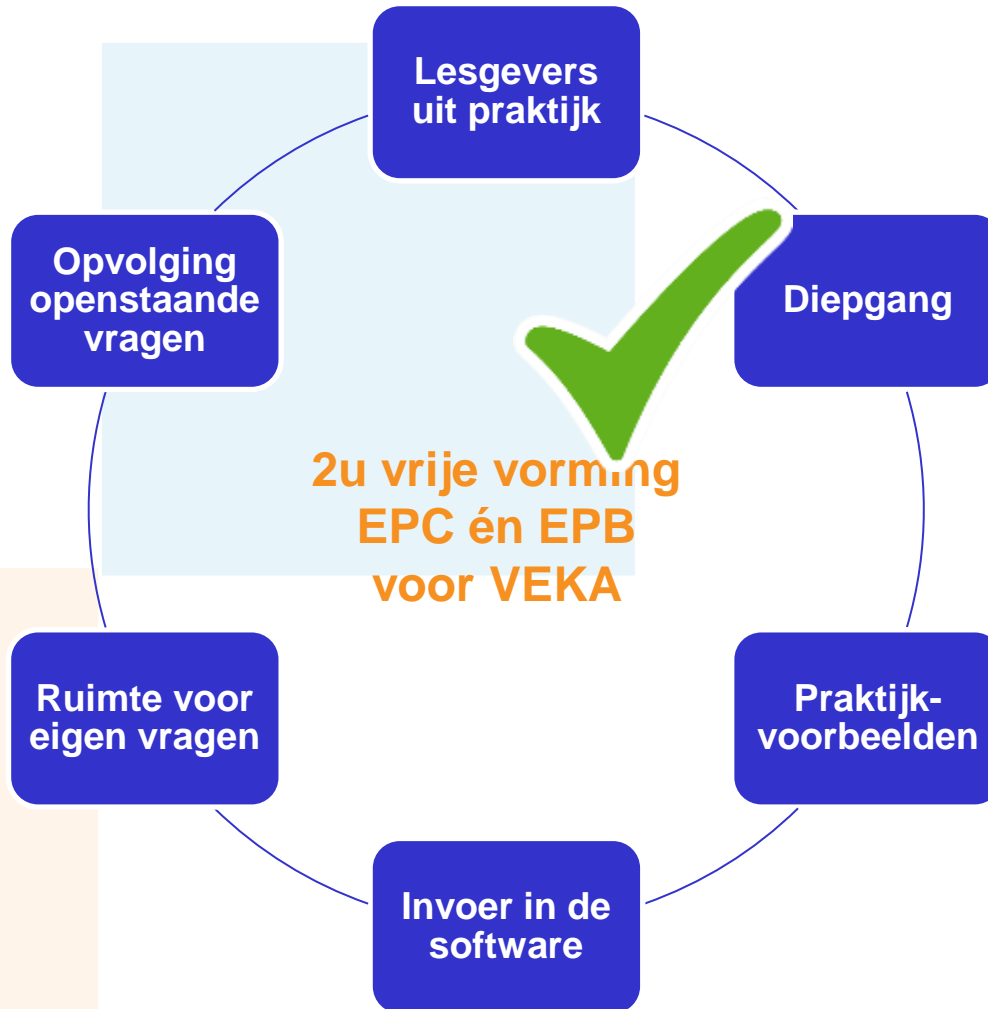 Lesgevers
uit praktijk
Diepgang
Praktijk-
voorbeelden
Invoer in de
software
Ruimte voor
eigen vragen
Opvolging
openstaande
vragen
2u vrije vorming
EPC én EPB
voor VEKA